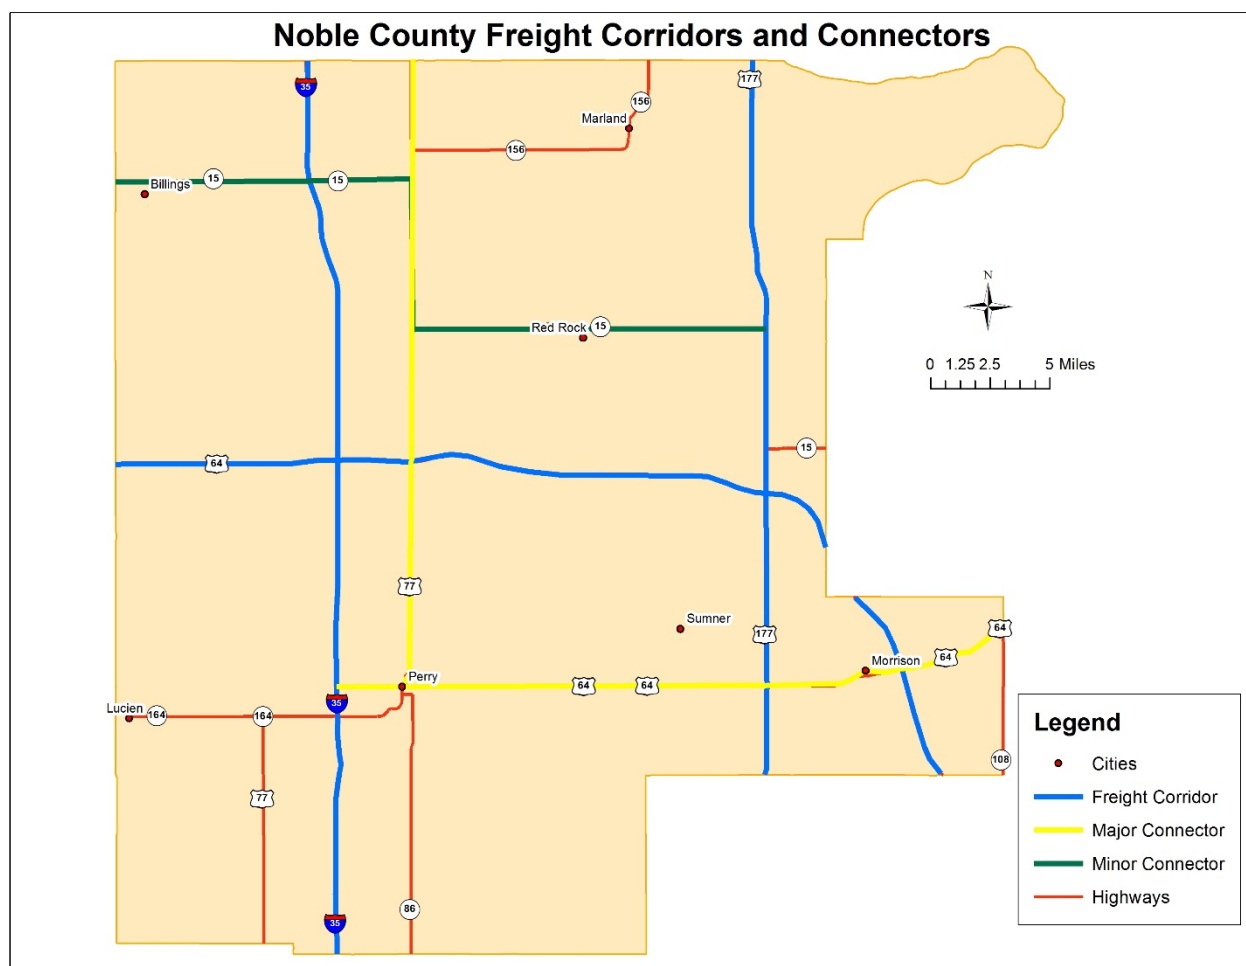 Noble County Freight Corridors and Connectors
35
177
156
Marland
156
15
15
Billings
N
Red Rock
15
0 1.25 2.5 5 Miles
15
64
77
Sumner
177
64
Morrison
64
Perry
64
64
35
Lucien
164
164
108
77
86
35
Legend
Cities
Freight Corridor
Major Connector
Minor Connector
Highways